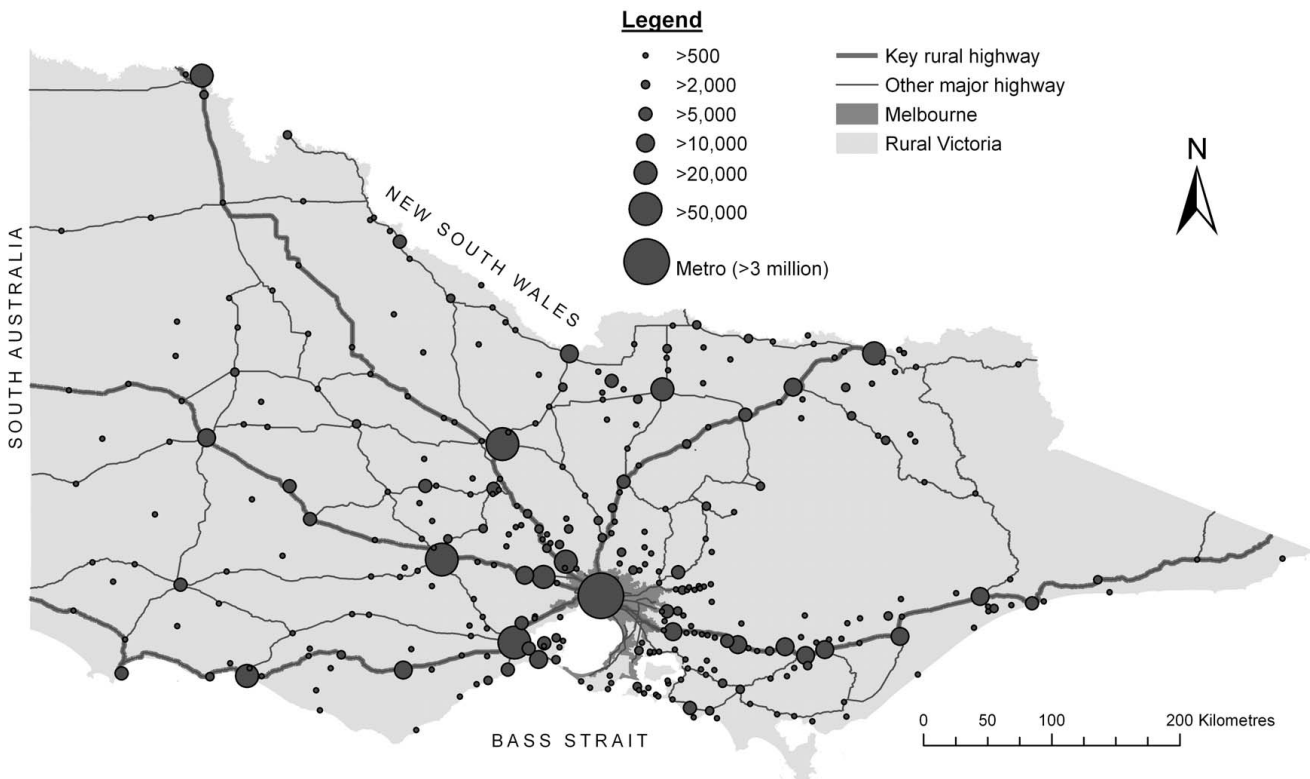 Legend
>500
>2,000
>5,000
>10,000
>20,000
>50,000
Metro (>3 million)
Key rural highway
Other major highway
Melbourne
Rural Victoria
N
NEW SOUTH WALES
SOUTH AUSTRALIA
BASS STRAIT
0 50 100 200 Kilometres